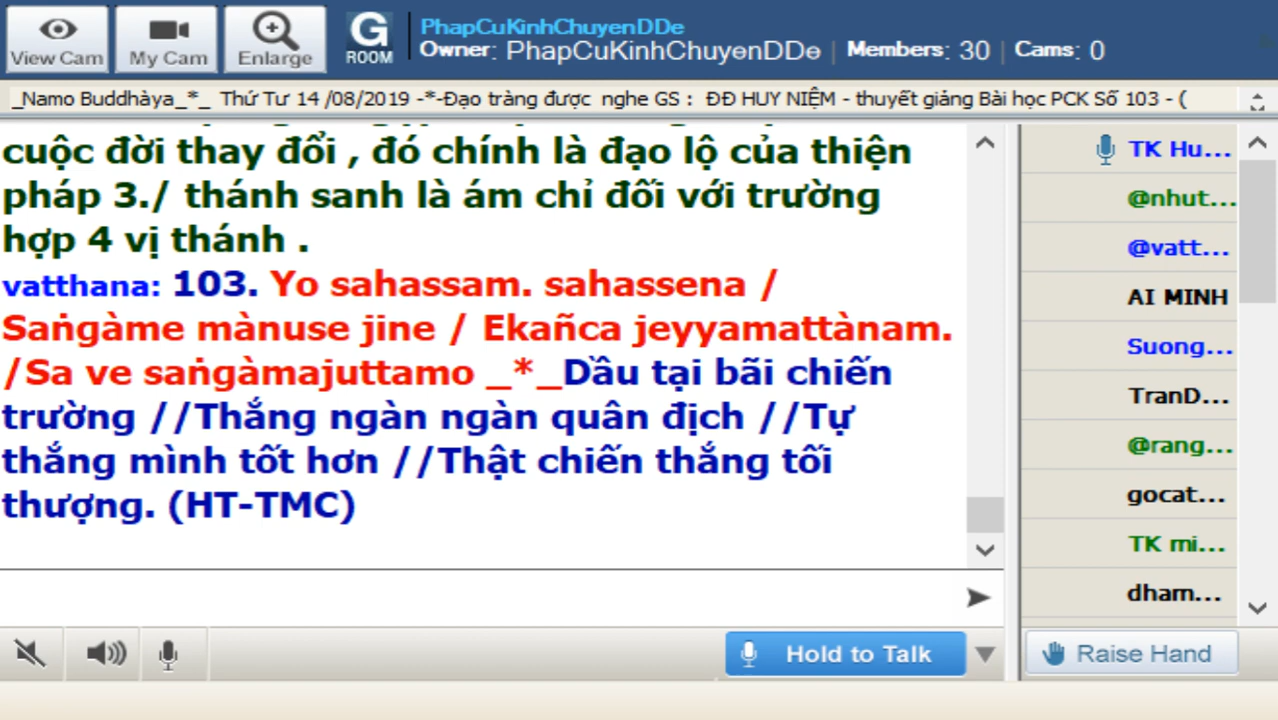 View Cam
My Cam
Enlarge
G
ROOM
PhapCuKinhChuyenDDe
Owner: PhapCuKinhChuyenDDe | Members: 30 | Cams: 0
_Namo Buddhàya_*_ Thứ Tư 14 /08/2019 -*-Đạo tràng được nghe GS : ĐĐ HUY NIỆM - thuyết giảng Bài học PCK Số 103 - (
cuộc đời thay đổi , đó chính là đạo lộ của thiện
pháp 3./ thánh sanh là ám chỉ đối với trường
hợp 4 vị thánh .
vatthana: 103. Yo sahassam. sahassena /
Saṅgàme mànuse jine / Ekañca jeyyamattànam.
/Sa ve saṅgàmajuttamo _*_Dầu tại bãi chiến
trường //Thắng ngàn ngàn quân địch //Tự
thắng mình tốt hơn //Thật chiến thắng tối
thượng. (HT-TMC)
TK Hu...
@nhut...
@vatt...
AI MINH
Suong...
TranD...
@rang...
gocat...
TK mi...
dham...
Hold to Talk
Raise Hand